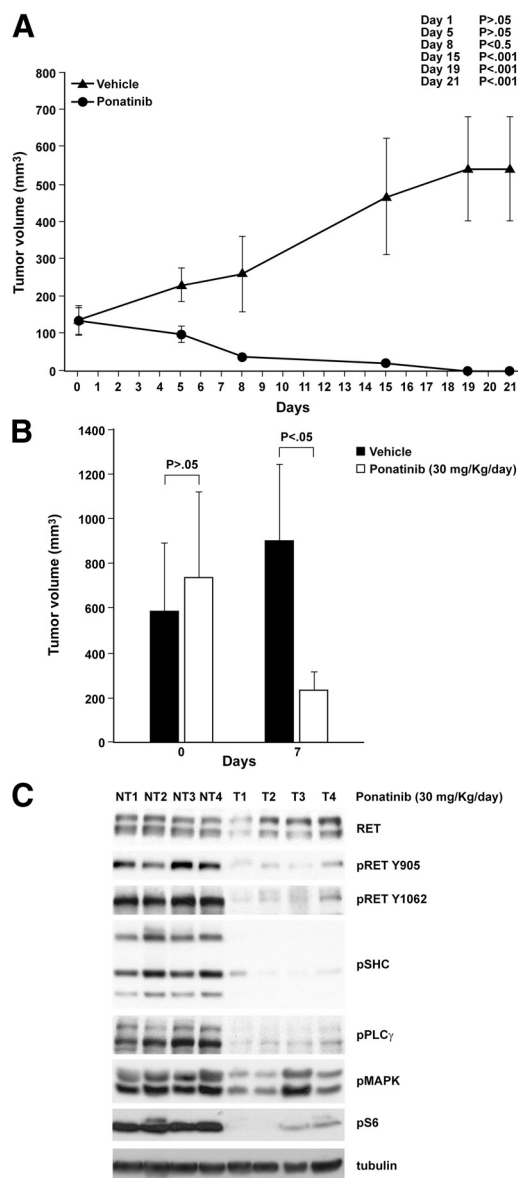 A
Day 1 P>.05
Day 5 P>.05
Day 8 P<0.5
Day 15 P<.001
Day 19 P<.001
Day 21 P<.001
Vehicle
Ponatinib
800
700
600
500
400
300
200
100
0
Tumor volume (mm³)
0 1 2 3 4 5 6 7 8 9 10 11 12 13 14 15 16 17 18 19 20 21
Days
B
1400
1200
1000
800
600
400
200
0
Tumor volume (mm³)
P>.05
P<.05
Vehicle
Ponatinib (30 mg/Kg/day)
0 7
Days
C
NT1 NT2 NT3 NT4 T1 T2 T3 T4 Ponatinib (30 mg/Kg/day)
RET
pRET Y905
pRET Y1062
pSHC
pPLCγ
pMAPK
pS6
tubulin